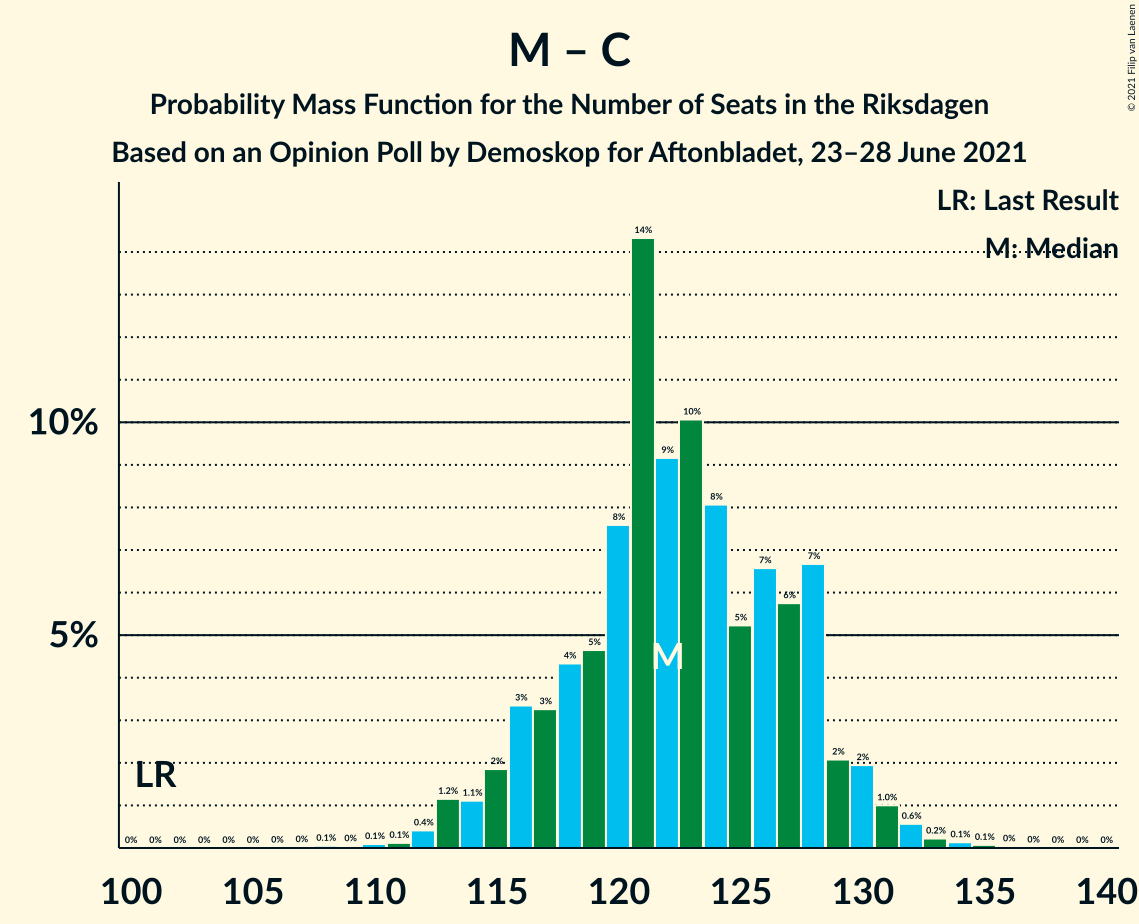 M – C
Probability Mass Function for the Number of Seats in the Riksdagen
Based on an Opinion Poll by Demoskop for Aftonbladet, 23–28 June 2021
© 2021 Filip van Laenen
LR: Last Result
M: Median
10%
5%
LR
M
0% 0% 0% 0% 0% 0% 0% 0% 0.1% 0% 0.1% 0.1% 0.4% 1.2% 1.1% 2% 3% 3% 4% 5% 8% 14% 9% 10% 8% 5% 7% 6% 7% 2% 2% 1.0% 0.6% 0.2% 0.1% 0.1% 0% 0% 0% 0% 0%
100 105 110 115 120 125 130 135 140